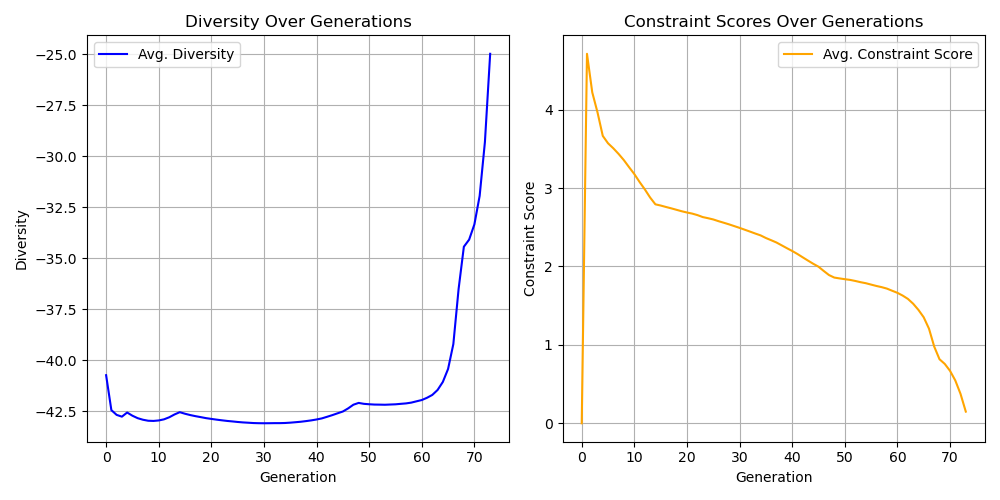 Diversity Over Generations
Avg. Diversity
−25.0
−27.5
−30.0
−32.5
−35.0
−37.5
−40.0
−42.5
Diversity
0 10 20 30 40 50 60 70
Generation
Constraint Scores Over Generations
Avg. Constraint Score
4
3
2
1
0
Constraint Score
0 10 20 30 40 50 60 70
Generation